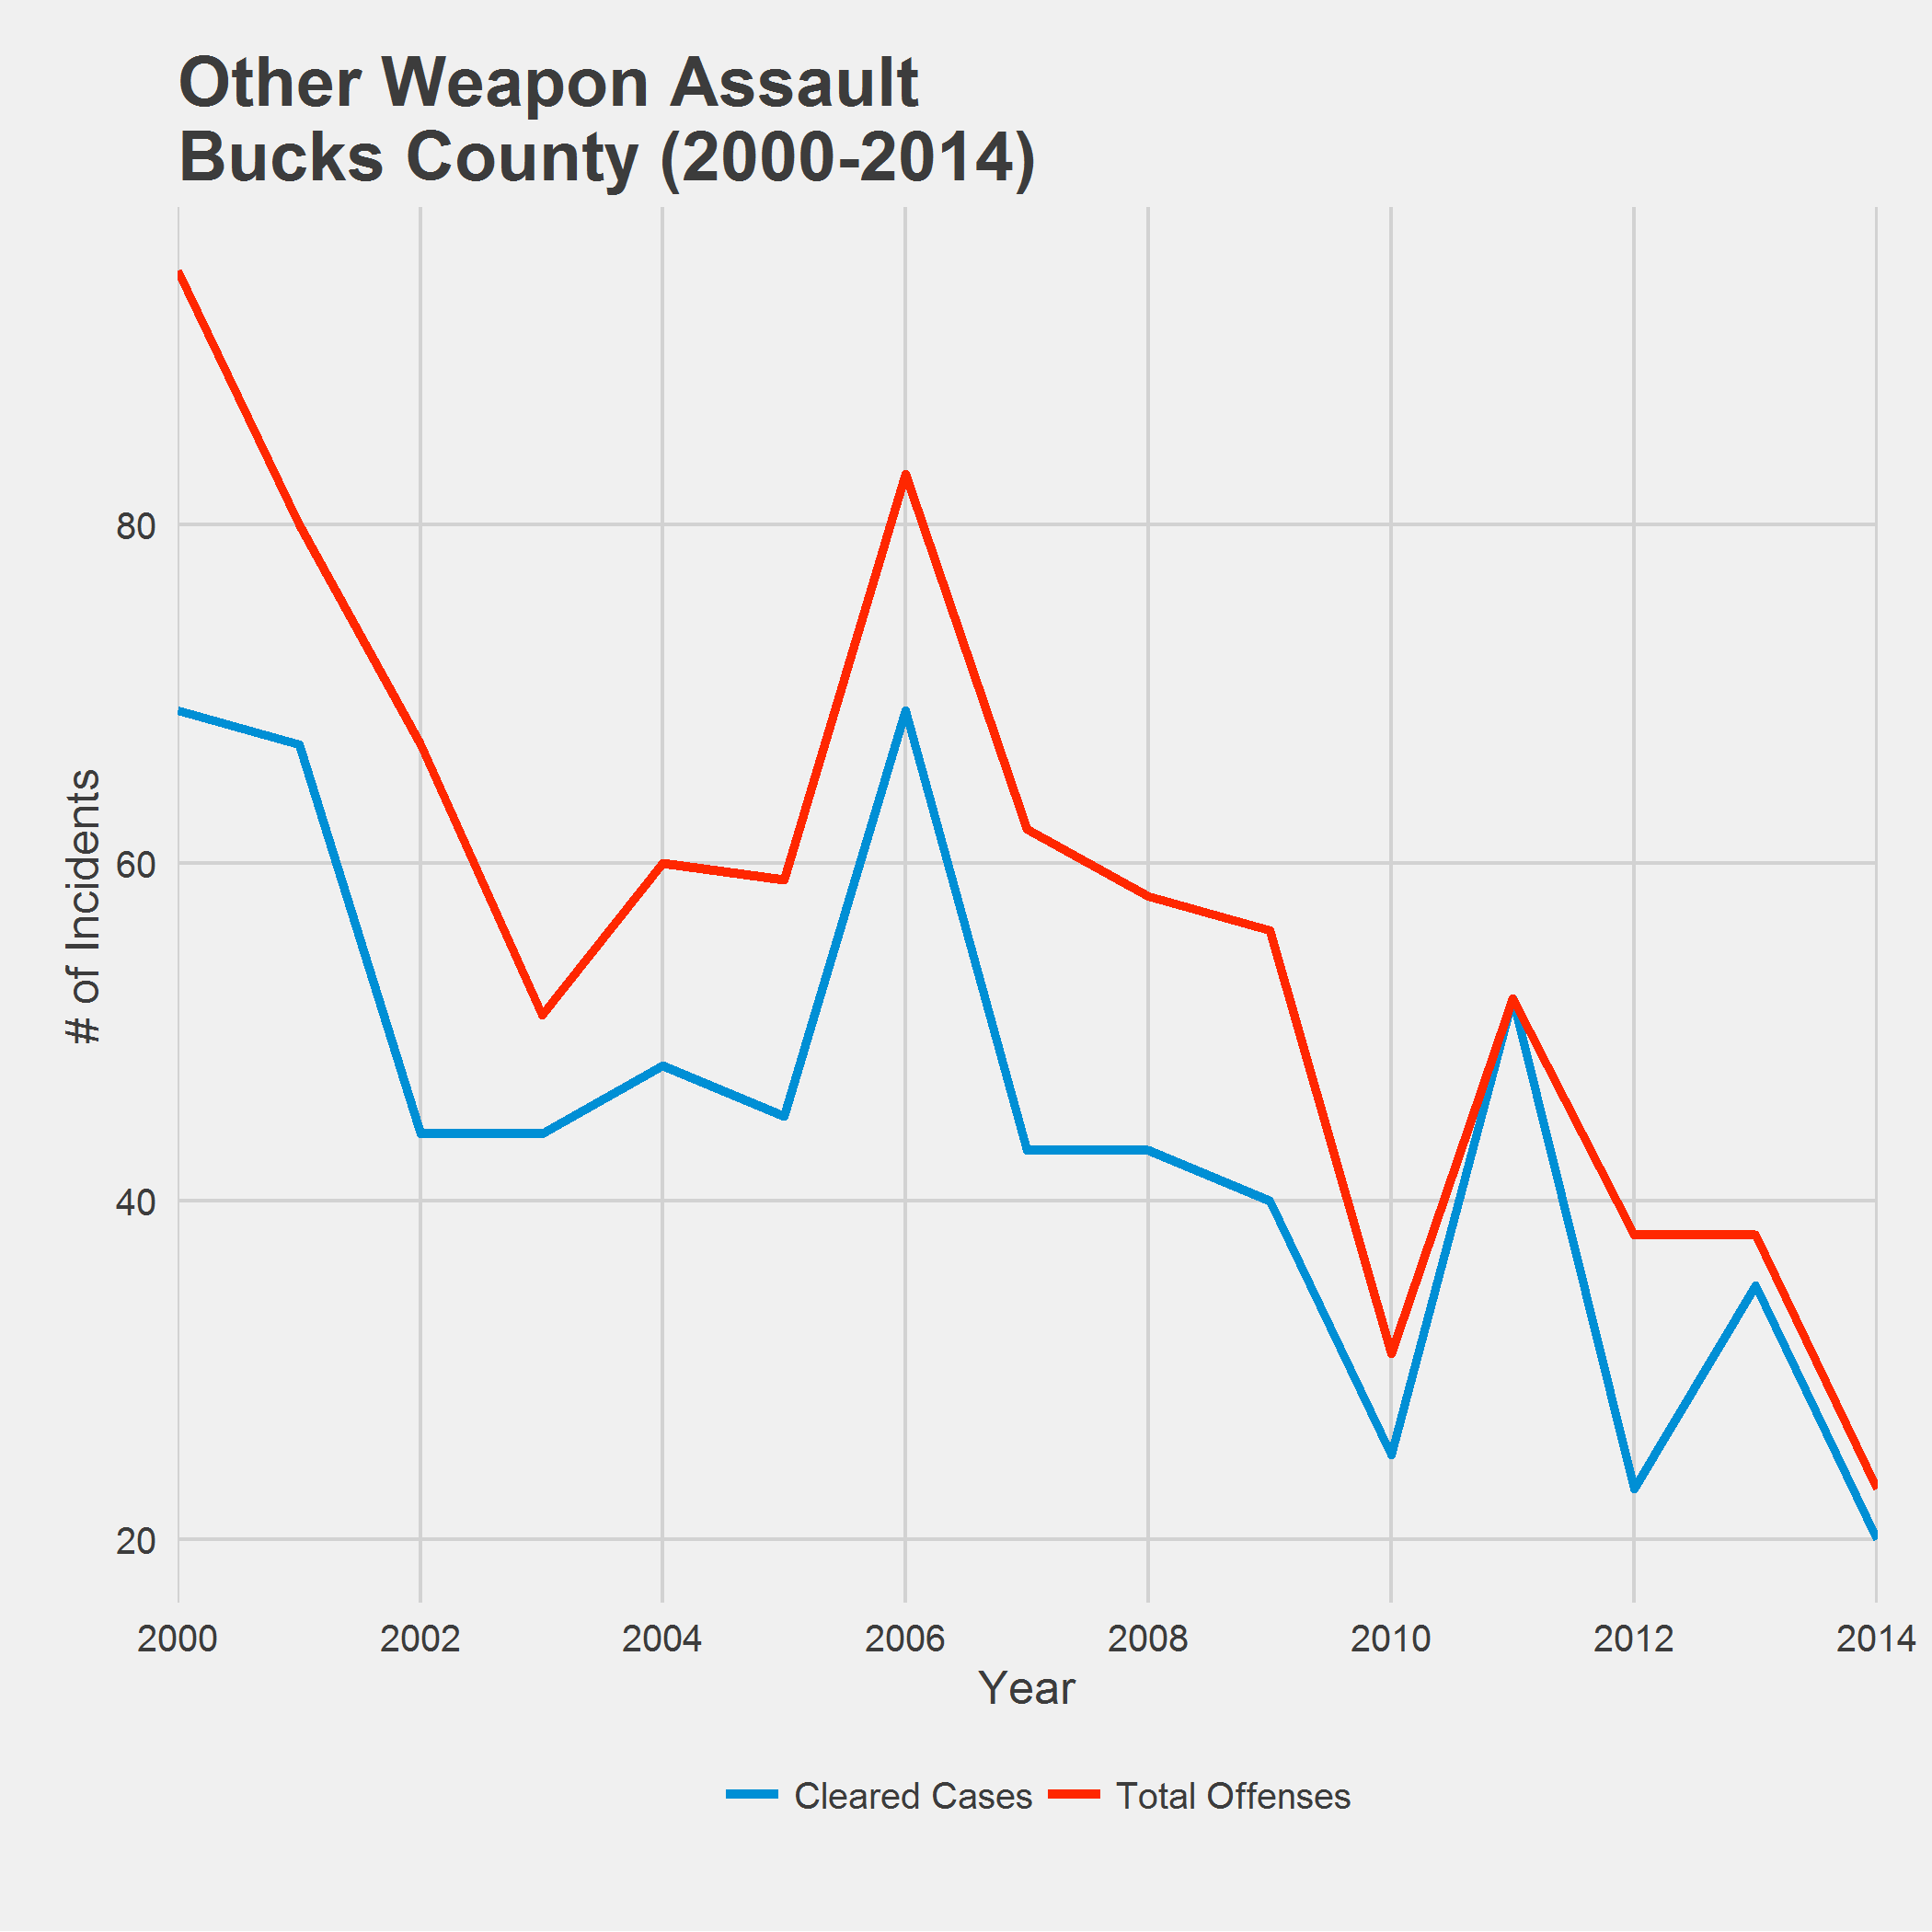 Other Weapon Assault
Bucks County (2000-2014)
# of Incidents
80
60
40
20
2000 2002 2004 2006 2008 2010 2012 2014
Year
Cleared Cases Total Offenses